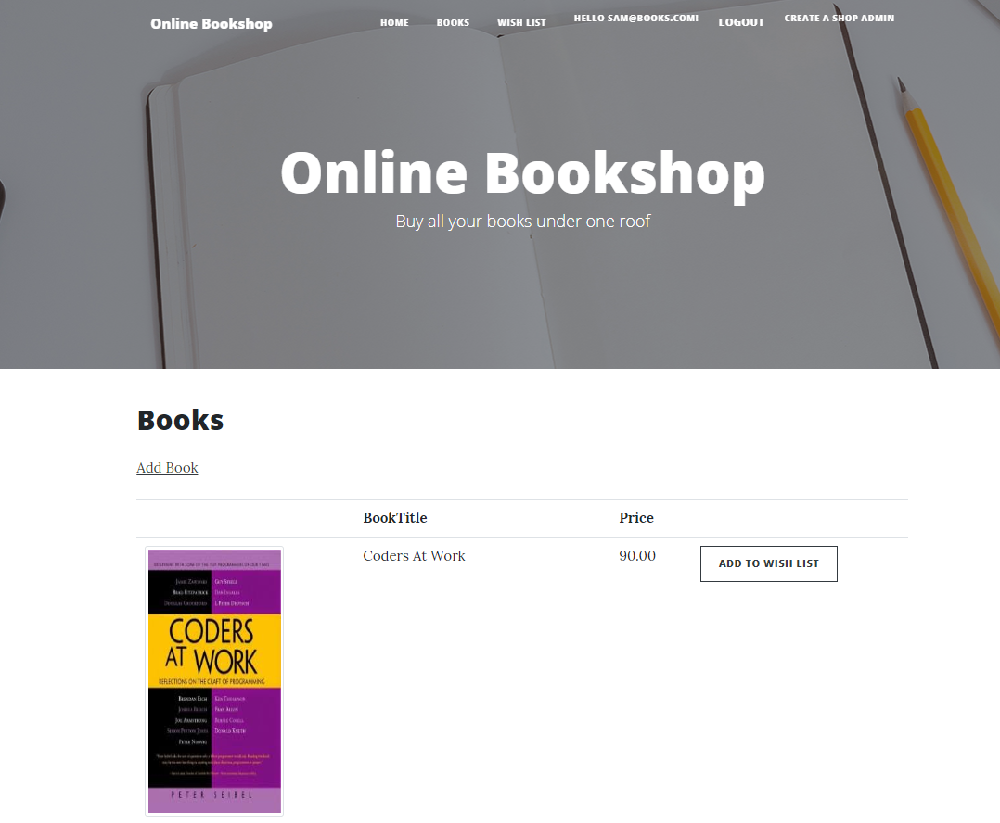 Online Bookshop
HOME
BOOKS
WISH LIST
HELLO SAM@BOOKS.COM!
LOGOUT
CREATE A SHOP ADMIN
Online Bookshop
Buy all your books under one roof
Books
Add Book
BookTitle
Price
Coders At Work
90.00
ADD TO WISH LIST
CODERS
AT WORK
REFLECTIONS ON THE CRAFT OF PROGRAMMING
PETER SEIBEL